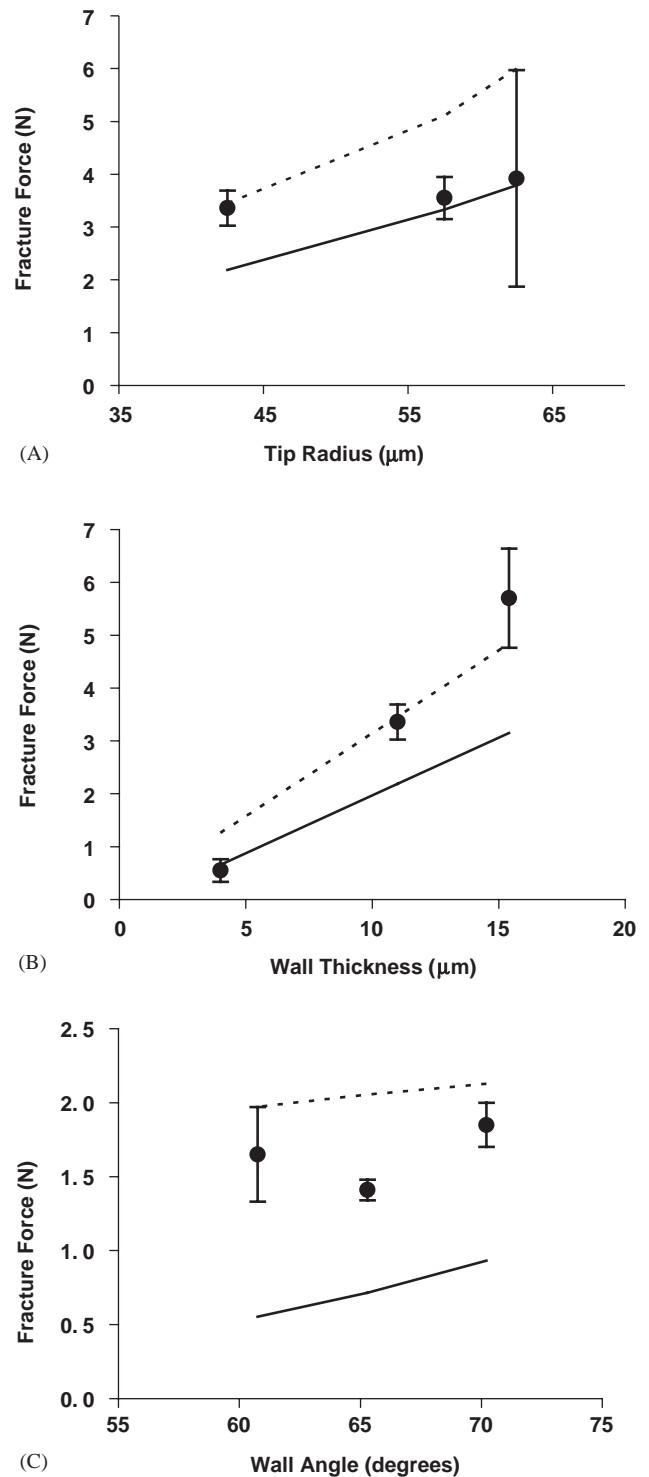 7
6
5
4
3
2
1
0
Fracture Force (N)
35 45 55 65
(A) Tip Radius (μm)
7
6
5
4
3
2
1
0
Fracture Force (N)
0 5 10 15 20
(B) Wall Thickness (μm)
2. 5
2. 0
1. 5
1. 0
0. 5
0. 0
Fracture Force (N)
55 60 65 70 75
(C) Wall Angle (degrees)